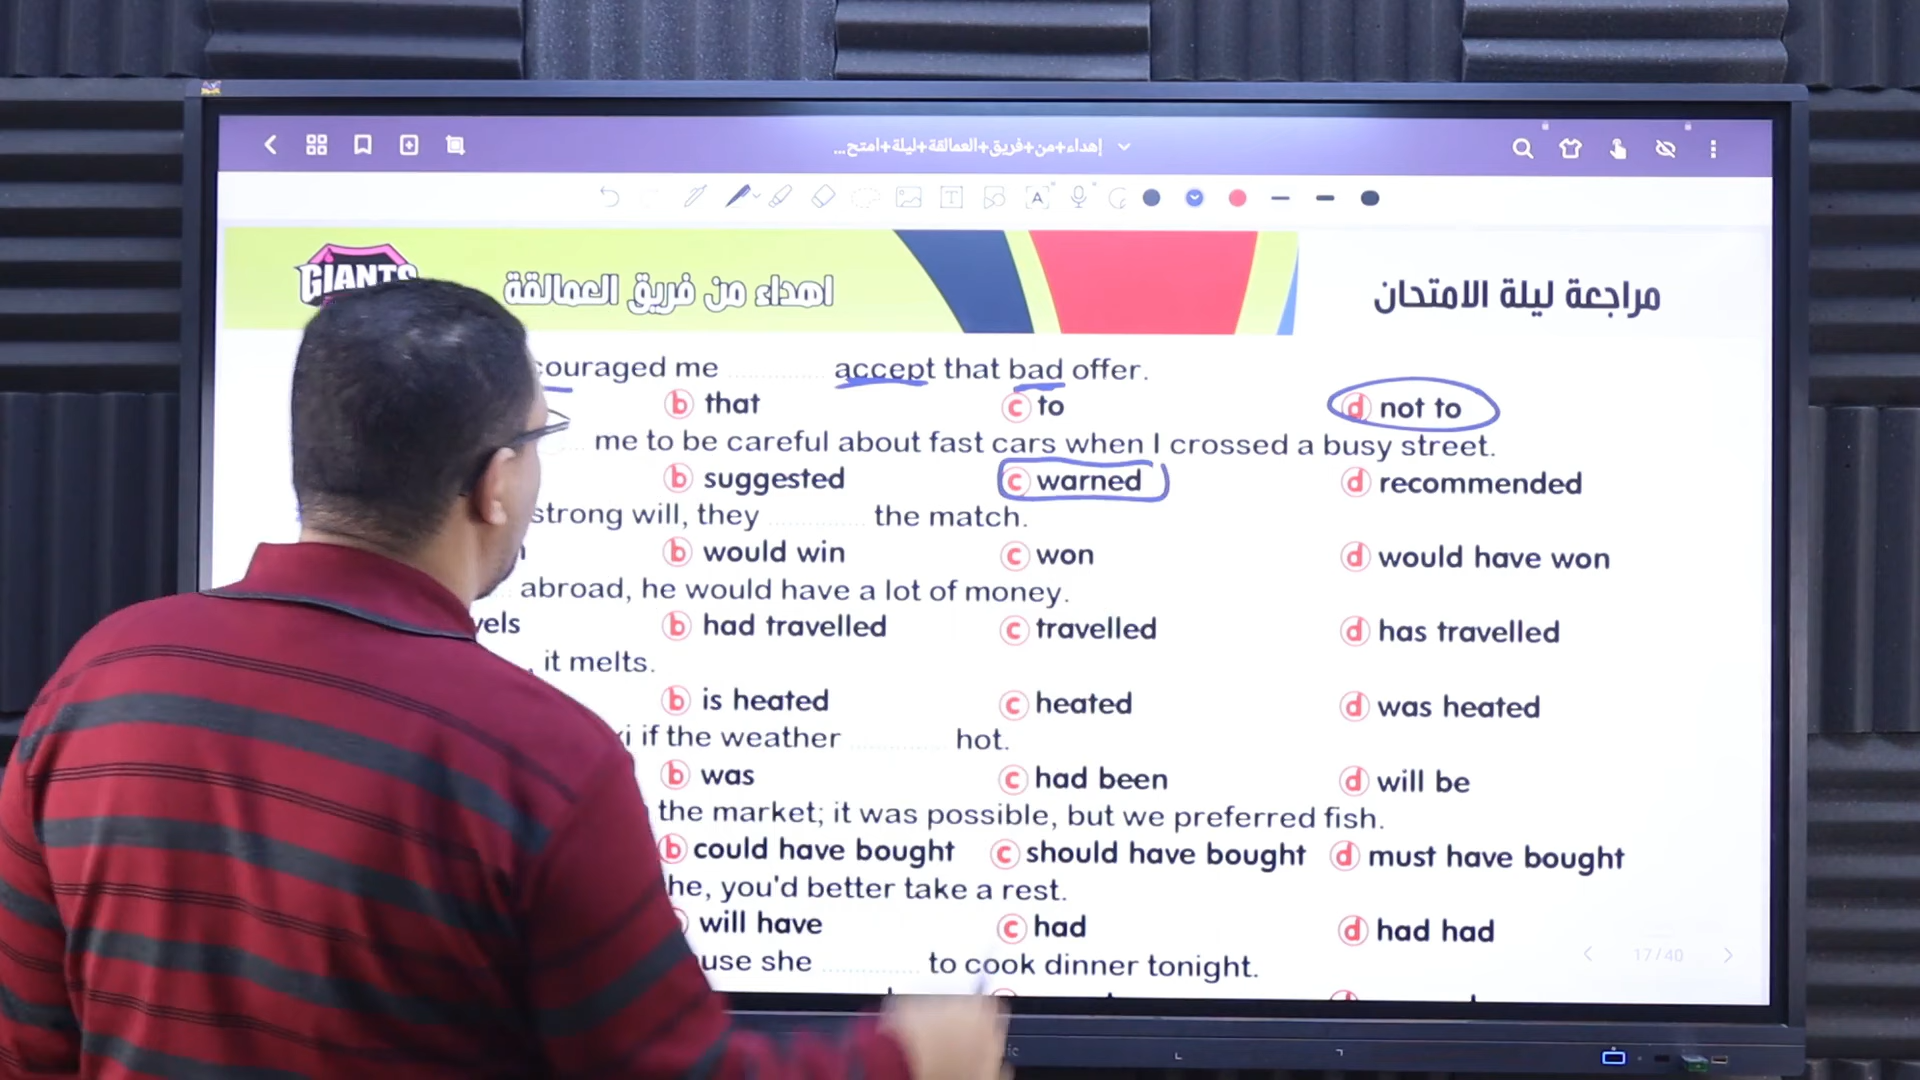 إهداء+من+فريق+العمالقة+ليلة+امتح...
GIANTS
اهداء من فريق العمالقة
مراجعة ليلة الامتحان
couraged me ............ accept that bad offer.
b that c to d not to
me to be careful about fast cars when I crossed a busy street.
b suggested c warned d recommended
strong will, they ............ the match.
b would win c won d would have won
abroad, he would have a lot of money.
vels b had travelled c travelled d has travelled
, it melts.
b is heated c heated d was heated
i if the weather ............ hot.
b was c had been d will be
the market; it was possible, but we preferred fish.
b could have bought c should have bought d must have bought
he, you'd better take a rest.
will have c had d had had
use she ............ to cook dinner tonight.
17/40